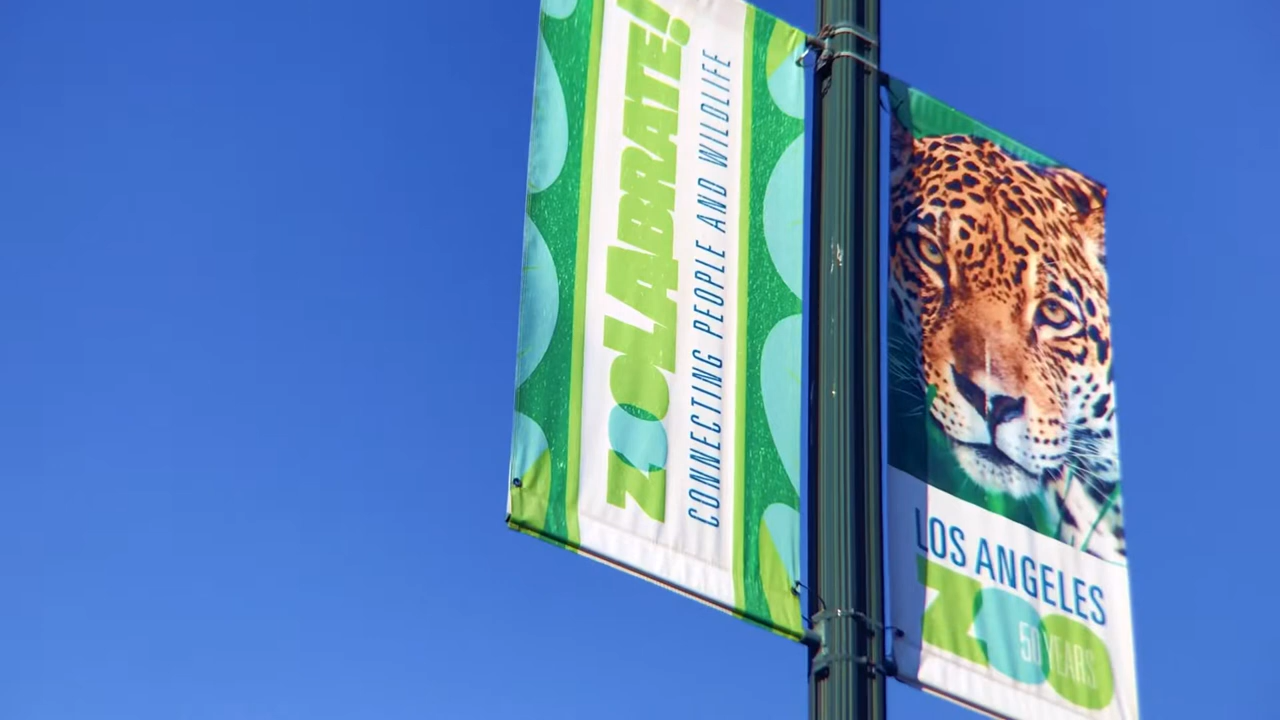 ZOOLABRATE!
CONNECTING PEOPLE AND WILDLIFE
LOS ANGELES
ZOO
50 YEARS